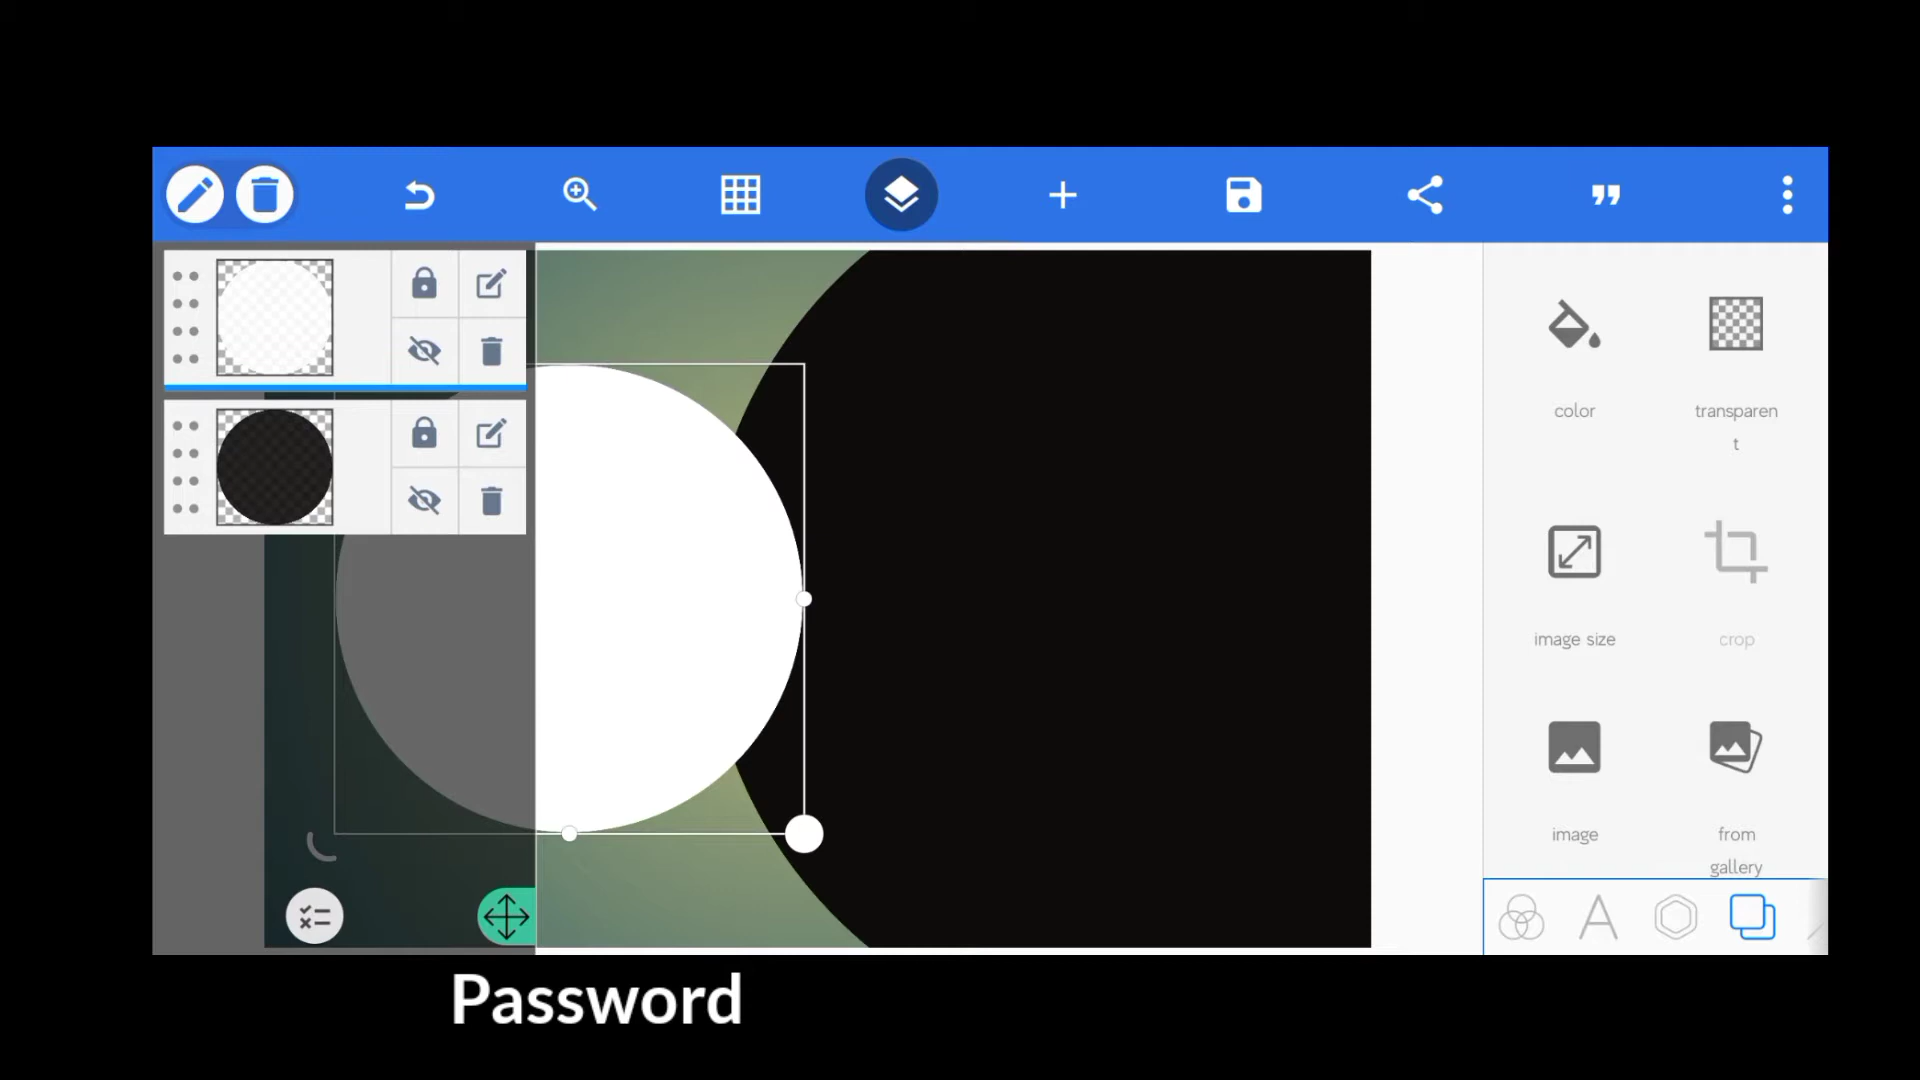 color
transparen
t
image size
crop
image
from
gallery
Password